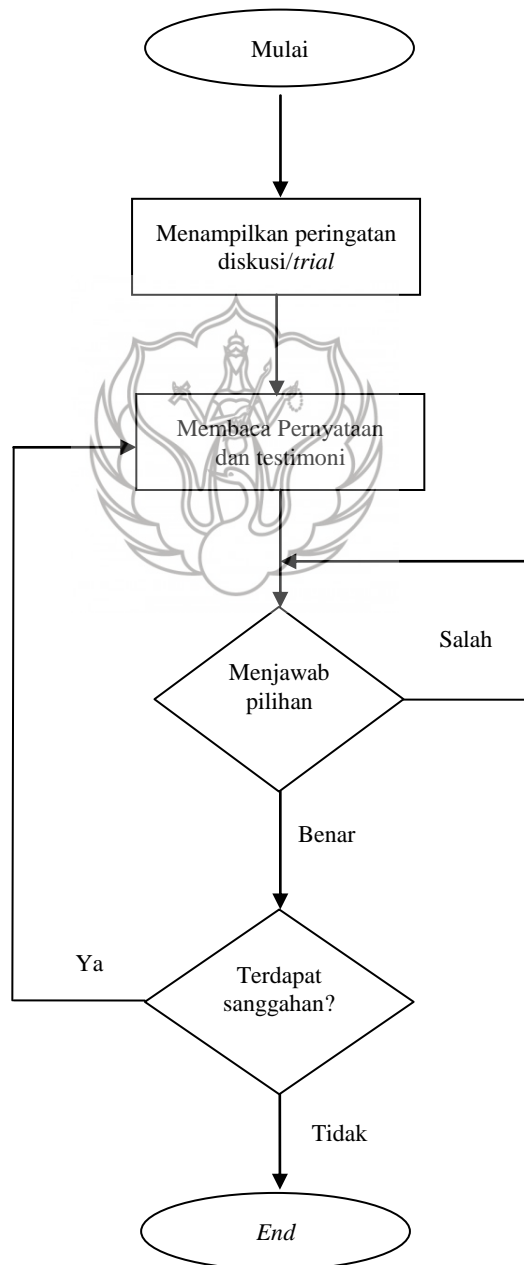 Mulai
Menampilkan peringatan
diskusi/trial
Membaca Pernyataan
dan testimoni
Salah
Menjawab
pilihan
Benar
Ya
Terdapat
sanggahan?
Tidak
End